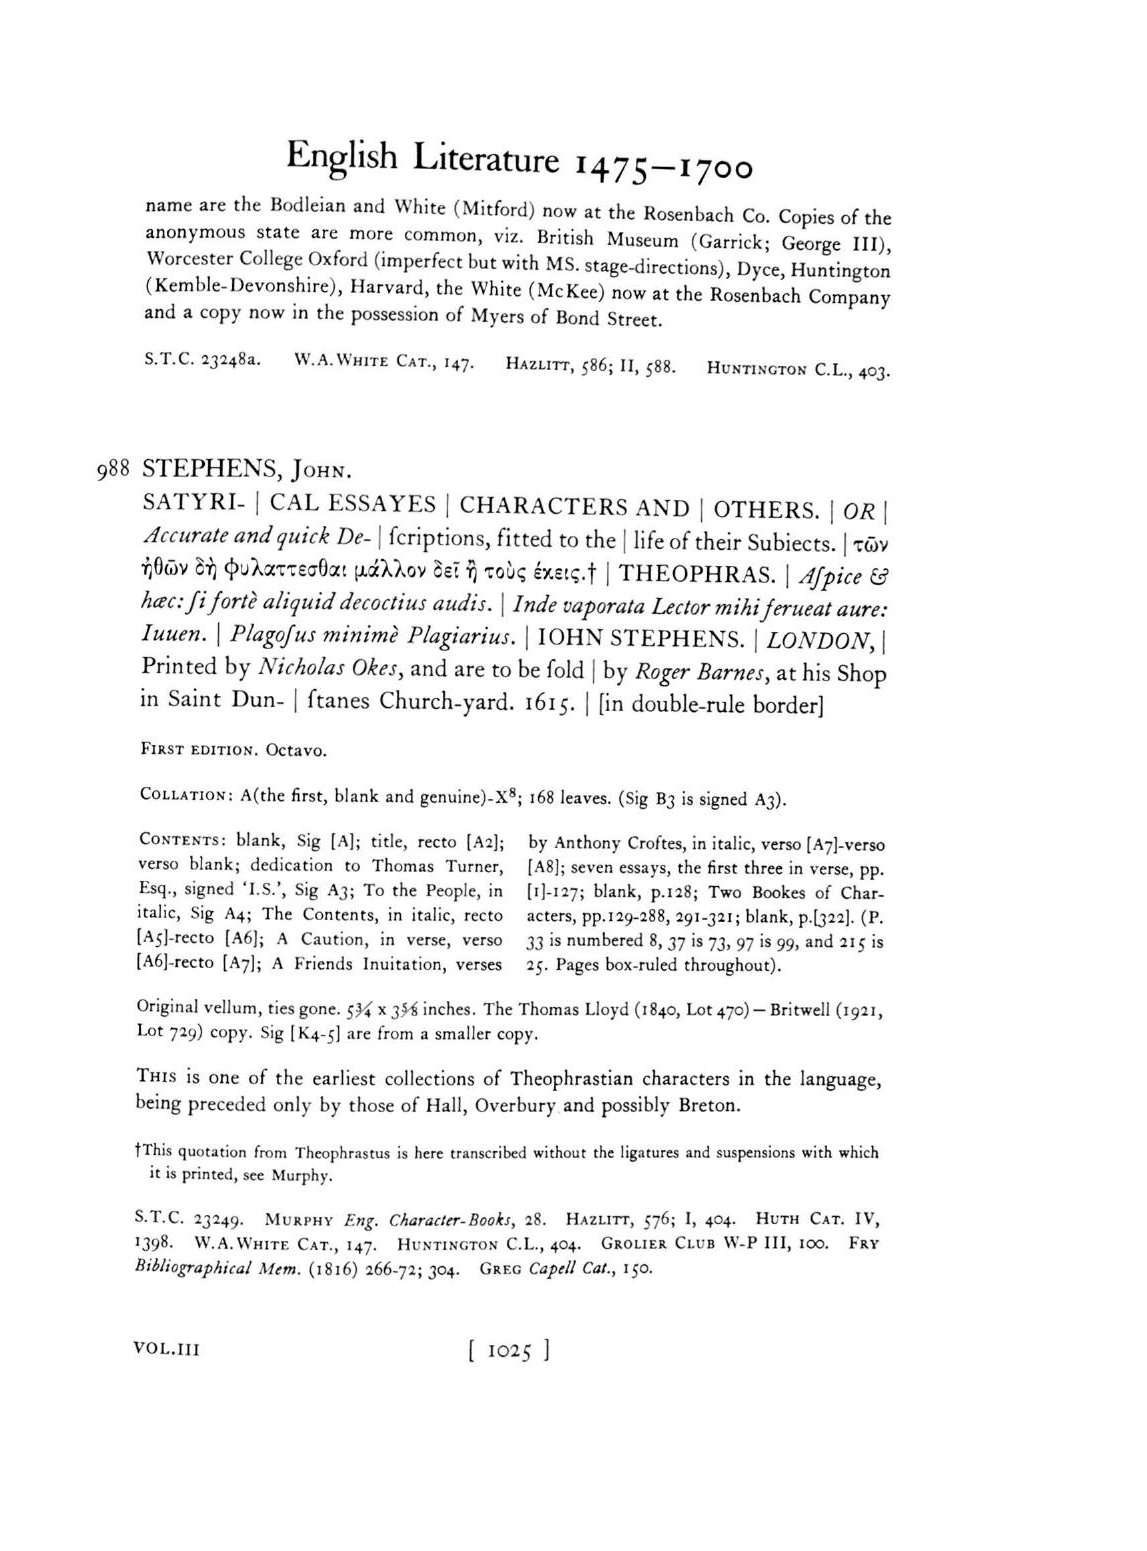 English Literature 1475—1700
name are the Bodleian and White (Mitford) now at the Rosenbach Co. Copies of the
anonymous state are more common, viz. British Museum (Garrick; George III),
Worcester College Oxford (imperfect but with MS. stage-directions), Dyce, Huntington
(Kemble-Devonshire), Harvard, the White (McKee) now at the Rosenbach Company
and a copy now in the possession of Myers of Bond Street.
S.T.C. 23248a. W.A.WHITE CAT., 147. HAZLITT, 586; II, 588. HUNTINGTON C.L., 403.
988 STEPHENS, JOHN.
SATYRI- | CAL ESSAYES | CHARACTERS AND | OTHERS. | OR |
Accurate and quick De- | ſcriptions, fitted to the | life of their Subiects. | τῶν
ἠθῶν δὴ φυλαττεσθαι μάλλον δεῖ ἢ τοὺς ἐχεις.† | THEOPHRAS. | Aſpice &
hæc: ſi fortè aliquid decoctius audis. | Inde vaporata Lector mihi ferueat aure:
Iuuen. | Plagoſus minimè Plagiarius. | IOHN STEPHENS. | LONDON, |
Printed by Nicholas Okes, and are to be ſold | by Roger Barnes, at his Shop
in Saint Dun- | ſtanes Church-yard. 1615. | [in double-rule border]
FIRST EDITION. Octavo.
COLLATION: A(the first, blank and genuine)-X⁸; 168 leaves. (Sig B3 is signed A3).
CONTENTS: blank, Sig [A]; title, recto [A2];
verso blank; dedication to Thomas Turner,
Esq., signed 'I.S.', Sig A3; To the People, in
italic, Sig A4; The Contents, in italic, recto
[A5]-recto [A6]; A Caution, in verse, verso
[A6]-recto [A7]; A Friends Inuitation, verses
by Anthony Croftes, in italic, verso [A7]-verso
[A8]; seven essays, the first three in verse, pp.
[1]-127; blank, p.128; Two Bookes of Char-
acters, pp.129-288, 291-321; blank, p.[322]. (P.
33 is numbered 8, 37 is 73, 97 is 99, and 215 is
25. Pages box-ruled throughout).
Original vellum, ties gone. 5¾ x 3⅝ inches. The Thomas Lloyd (1840, Lot 470) — Britwell (1921,
Lot 729) copy. Sig [K4-5] are from a smaller copy.
THIS is one of the earliest collections of Theophrastian characters in the language,
being preceded only by those of Hall, Overbury and possibly Breton.
†This quotation from Theophrastus is here transcribed without the ligatures and suspensions with which
it is printed, see Murphy.
S.T.C. 23249. MURPHY Eng. Character-Books, 28. HAZLITT, 576; I, 404. HUTH CAT. IV,
1398. W.A.WHITE CAT., 147. HUNTINGTON C.L., 404. GROLIER CLUB W-P III, 100. FRY
Bibliographical Mem. (1816) 266-72; 304. GREG Capell Cat., 150.
VOL.III [ 1025 ]